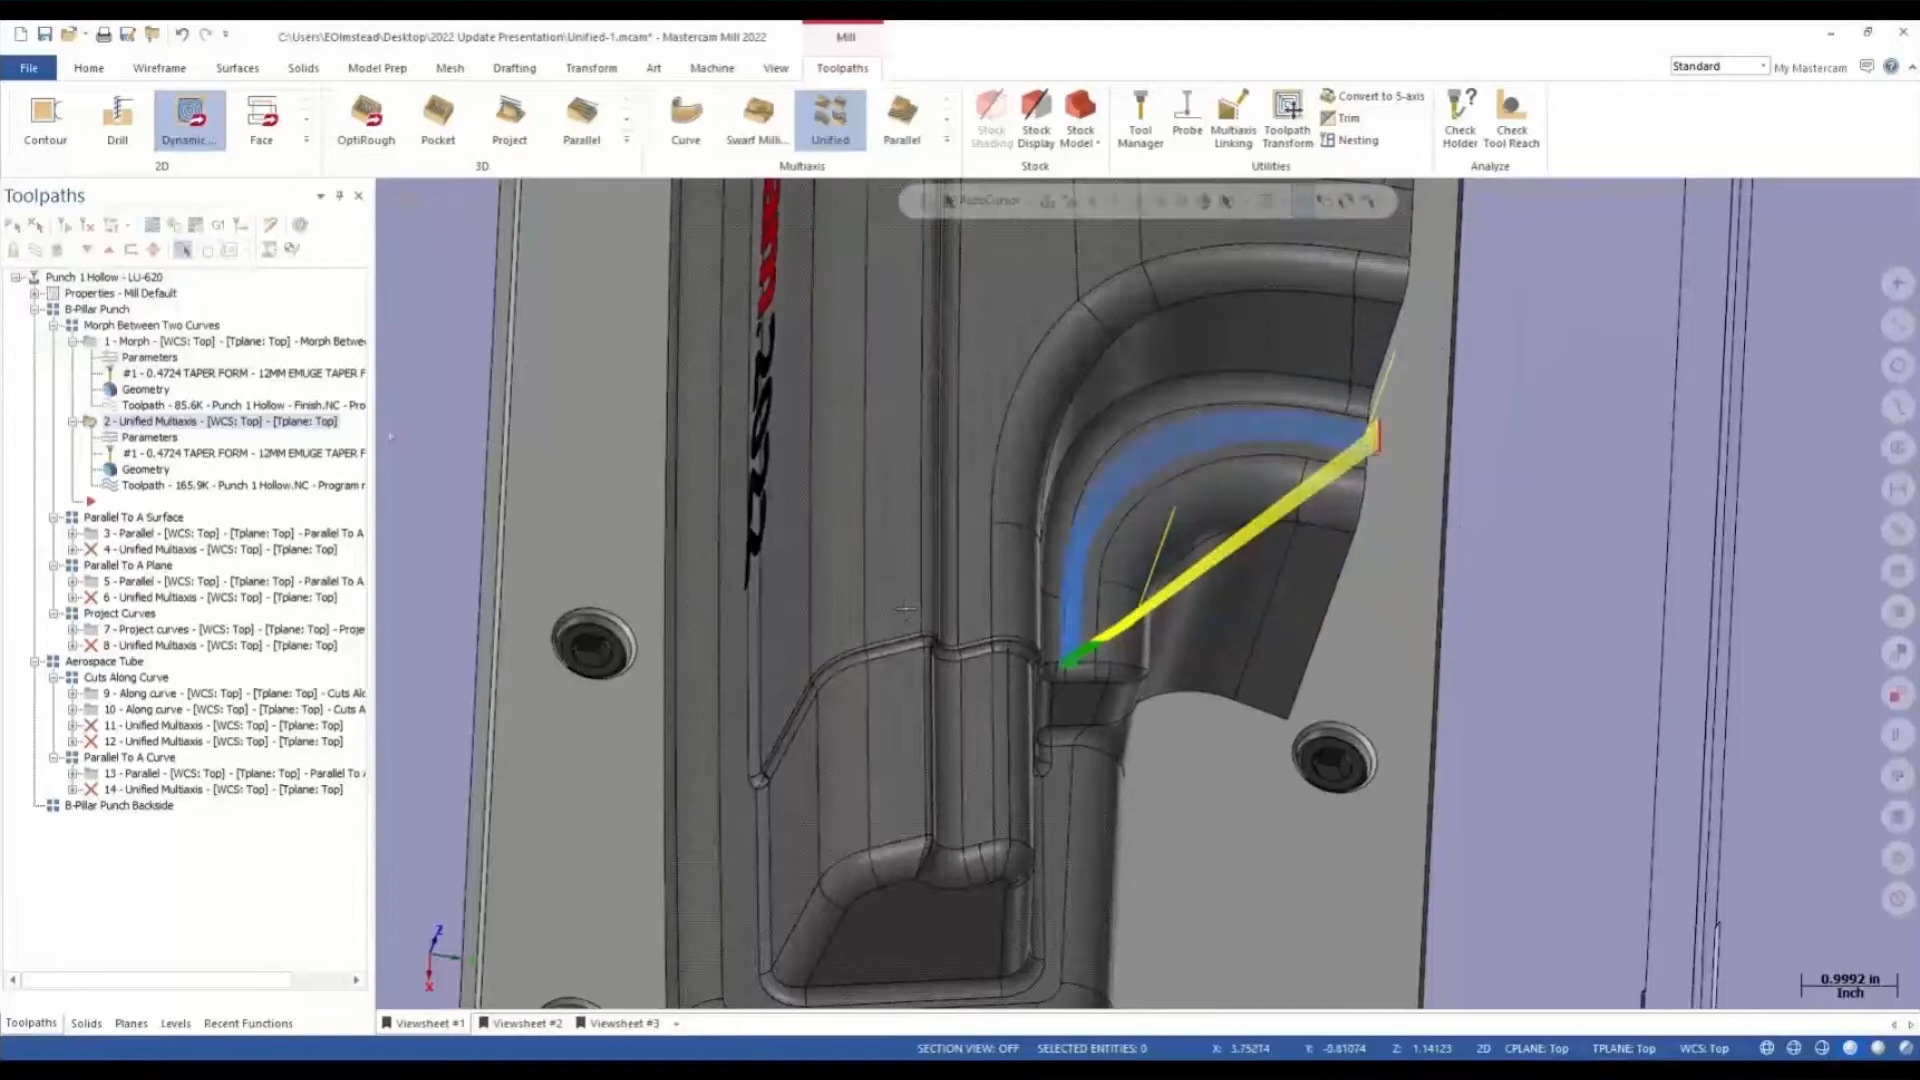 C:\Users\EOlmstead\Desktop\2022 Update Presentation\Unified-1.mcam* - Mastercam Mill 2022
Mill
File Home Wireframe Surfaces Solids Model Prep Mesh Drafting Transform Art Machine View Toolpaths
Standard My Mastercam
Contour Drill Dynamic ... Face OptiRough Pocket Project Parallel Curve Swarf Milli... Unified Parallel
Stock Shading Stock Display Stock Model Tool Manager Probe Multiaxis Linking Toolpath Transform
Convert to 5-axis
Trim
Nesting
Check Holder Check Tool Reach
2D 3D Multiaxis Stock Utilities Analyze
Toolpaths
AutoCursor
G1
Punch 1 Hollow - LU-620
Properties - Mill Default
B-Pillar Punch
Morph Between Two Curves
1 - Morph - [WCS: Top] - [Tplane: Top] - Morph Betwee
Parameters
#1 - 0.4724 TAPER FORM - 12MM EMUGE TAPER F
Geometry
Toolpath - 85.6K - Punch 1 Hollow - Finish.NC - Pro
2 - Unified Multiaxis - [WCS: Top] - [Tplane: Top]
Parameters
#1 - 0.4724 TAPER FORM - 12MM EMUGE TAPER F
Geometry
Toolpath - 165.9K - Punch 1 Hollow.NC - Program r
Parallel To A Surface
3 - Parallel - [WCS: Top] - [Tplane: Top] - Parallel To A
4 - Unified Multiaxis - [WCS: Top] - [Tplane: Top]
Parallel To A Plane
5 - Parallel - [WCS: Top] - [Tplane: Top] - Parallel To A
6 - Unified Multiaxis - [WCS: Top] - [Tplane: Top]
Project Curves
7 - Project curves - [WCS: Top] - [Tplane: Top] - Proje
8 - Unified Multiaxis - [WCS: Top] - [Tplane: Top]
Aerospace Tube
Cuts Along Curve
9 - Along curve - [WCS: Top] - [Tplane: Top] - Cuts Alc
10 - Along curve - [WCS: Top] - [Tplane: Top] - Cuts A
11 - Unified Multiaxis - [WCS: Top] - [Tplane: Top]
12 - Unified Multiaxis - [WCS: Top] - [Tplane: Top]
Parallel To A Curve
13 - Parallel - [WCS: Top] - [Tplane: Top] - Parallel To
14 - Unified Multiaxis - [WCS: Top] - [Tplane: Top]
B-Pillar Punch Backside
Z
X
0.9992 in
Inch
Toolpaths Solids Planes Levels Recent Functions
Viewsheet #1 Viewsheet #2 Viewsheet #3
SECTION VIEW: OFF SELECTED ENTITIES: 0 X: 3.75214 Y: -0.81074 Z: 1.14123 2D CPLANE: Top TPLANE: Top WCS: Top